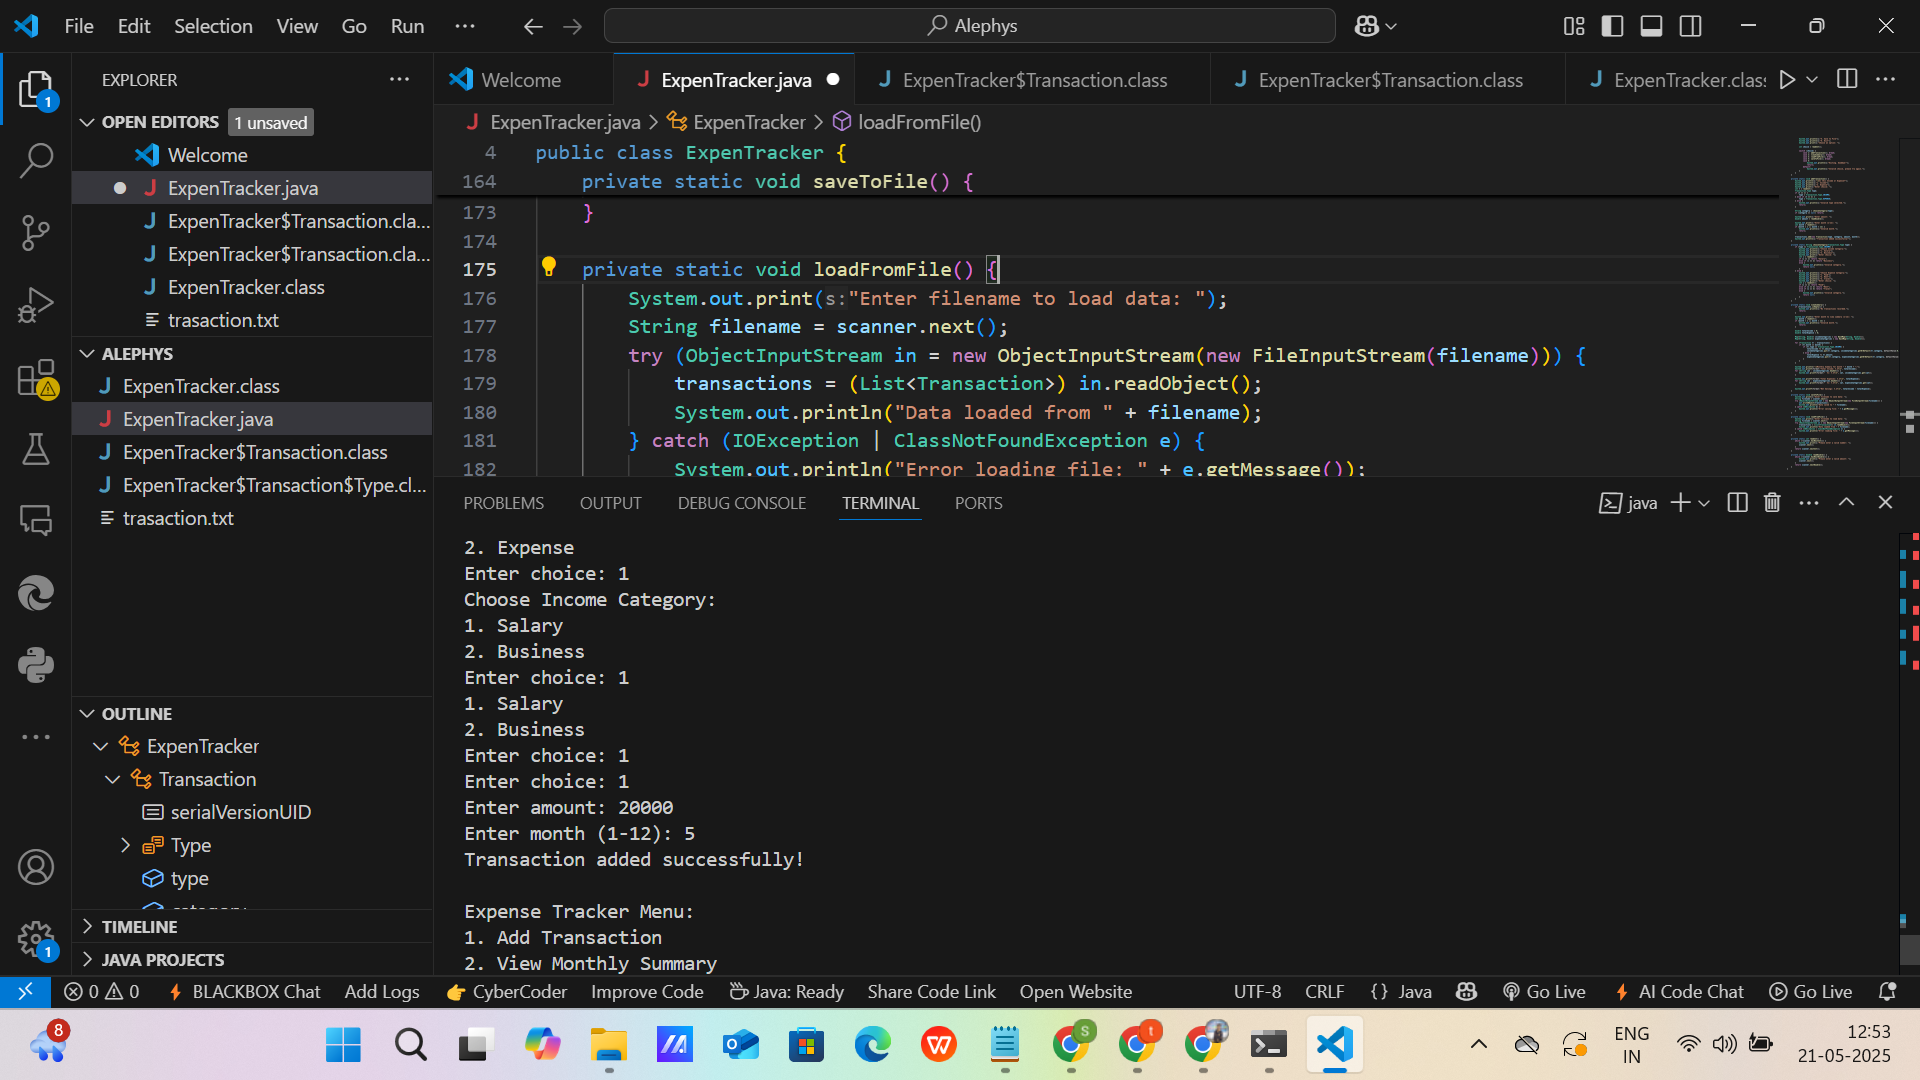 File Edit Selection View Go Run ··· Alephys
EXPLORER
OPEN EDITORS 1 unsaved
Welcome
ExpenTracker.java
ExpenTracker$Transaction.cla...
ExpenTracker$Transaction.cla...
ExpenTracker.class
trasaction.txt
ALEPHYS
ExpenTracker.class
ExpenTracker.java
ExpenTracker$Transaction.class
ExpenTracker$Transaction$Type.cl...
trasaction.txt
OUTLINE
ExpenTracker
Transaction
serialVersionUID
Type
type
TIMELINE
JAVA PROJECTS
1
1
Welcome ExpenTracker.java ExpenTracker$Transaction.class ExpenTracker$Transaction.class ExpenTracker.clas
ExpenTracker.java > ExpenTracker > loadFromFile()
4 public class ExpenTracker {
164 private static void saveToFile() {
173 }
174
175 private static void loadFromFile() {
176 System.out.print(s:"Enter filename to load data: ");
177 String filename = scanner.next();
178 try (ObjectInputStream in = new ObjectInputStream(new FileInputStream(filename))) {
179 transactions = (List<Transaction>) in.readObject();
180 System.out.println("Data loaded from " + filename);
181 } catch (IOException | ClassNotFoundException e) {
182 System.out.println("Error loading file: " + e.getMessage());
PROBLEMS OUTPUT DEBUG CONSOLE TERMINAL PORTS java
2. Expense
Enter choice: 1
Choose Income Category:
1. Salary
2. Business
Enter choice: 1
1. Salary
2. Business
Enter choice: 1
Enter choice: 1
Enter amount: 20000
Enter month (1-12): 5
Transaction added successfully!
Expense Tracker Menu:
1. Add Transaction
2. View Monthly Summary
0 0 BLACKBOX Chat Add Logs CyberCoder Improve Code Java: Ready Share Code Link Open Website UTF-8 CRLF {} Java Go Live AI Code Chat Go Live
8
S t
ENG
IN
12:53
21-05-2025